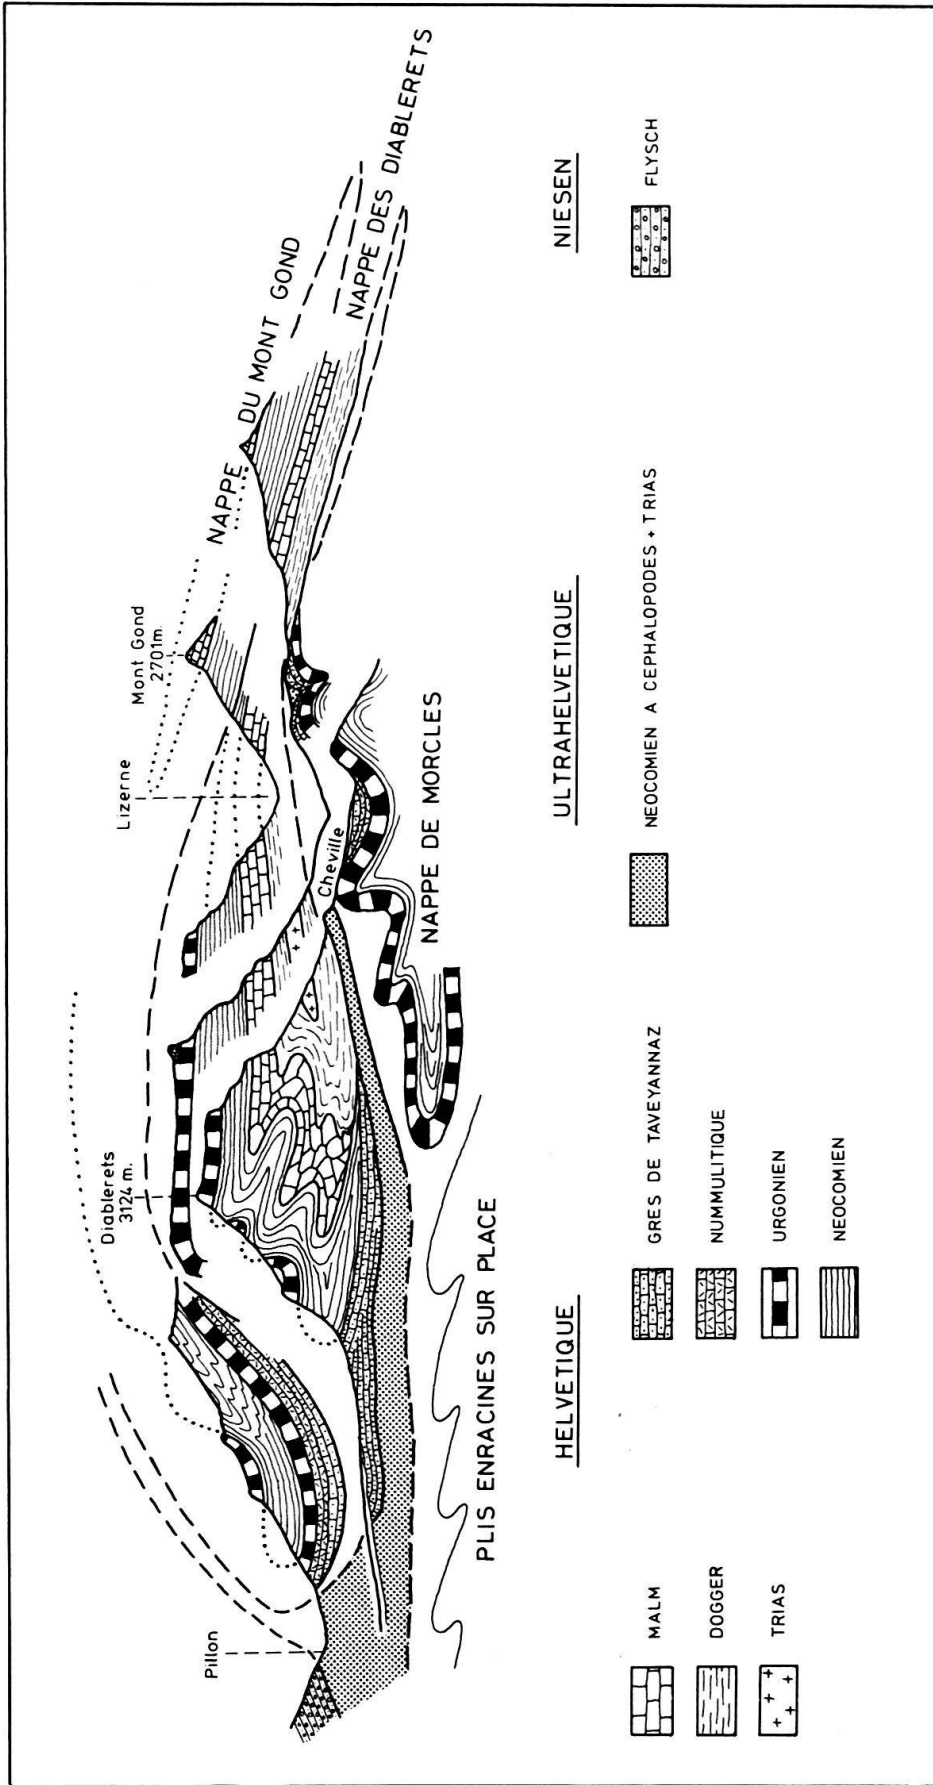 Pillon
Diablerets
3124 m.
Lizerne
Mont Gond
2701m.
NAPPE DU MONT GOND
NAPPE DES DIABLERETS
Cheville
NAPPE DE MORCLES
PLIS ENRACINES SUR PLACE
HELVETIQUE
ULTRAHELVETIQUE
NIESEN
MALM
DOGGER
TRIAS
GRES DE TAVEYANNAZ
NUMMULITIQUE
URGONIEN
NEOCOMIEN
NEOCOMIEN A CEPHALOPODES + TRIAS
FLYSCH